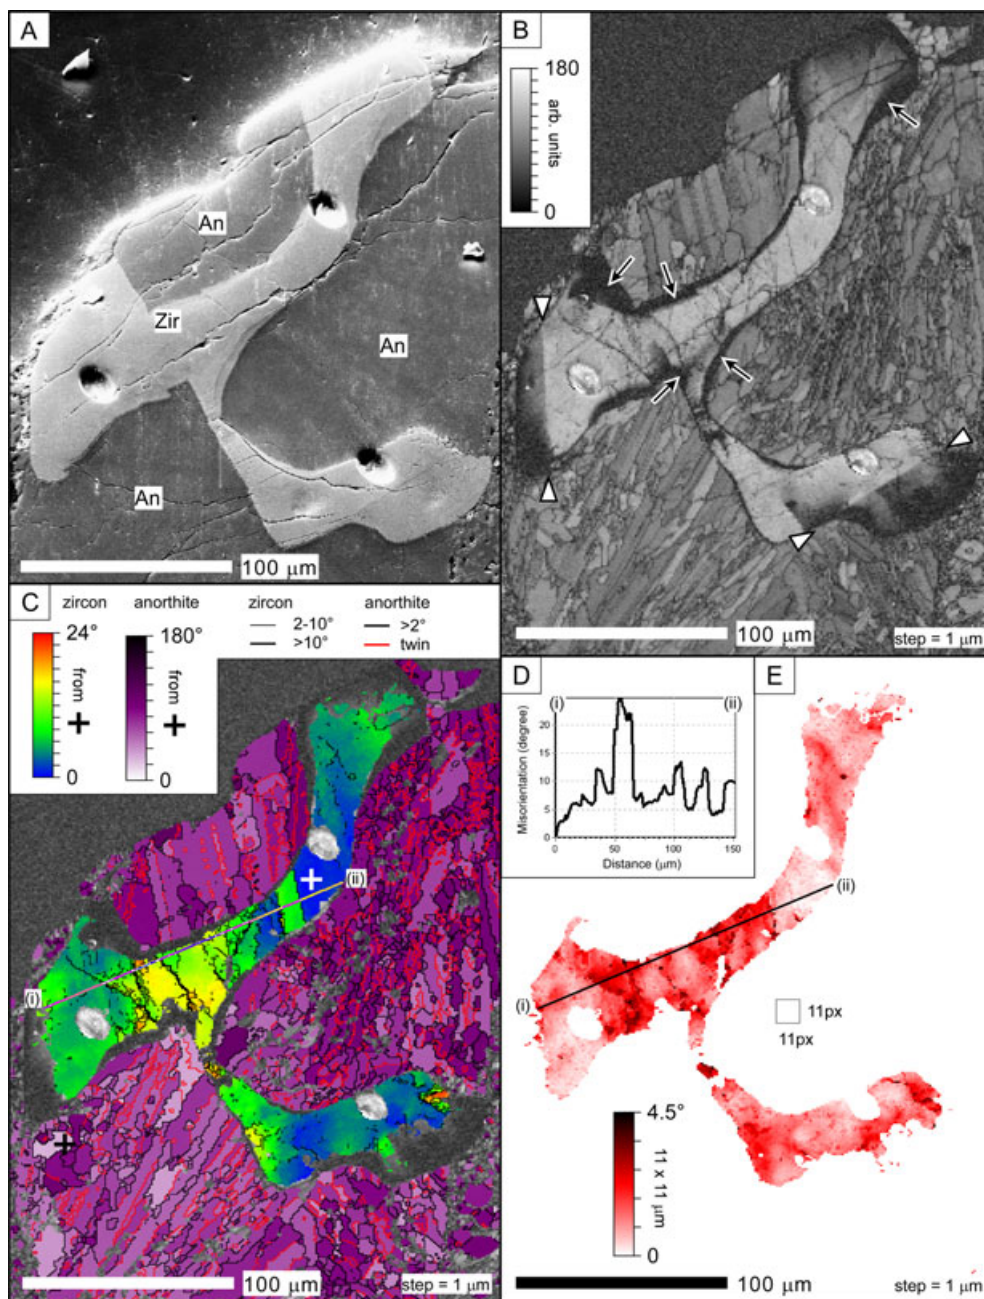 A
An
Zir
An
An
100 µm
B
180
arb. units
0
100 µm
step = 1 µm
C
zircon anorthite zircon anorthite
24° 180° 2-10° >2°
>10° twin
from + from +
0 0
+
(i) (ii)
+
100 µm step = 1 µm
D
(i) (ii)
Misorientation (degree)
20
15
10
5
0
0 50 100 150
Distance (µm)
E
(ii)
(i)
11px
11px
4.5°
11 x 11 µm
0
100 µm step = 1 µm